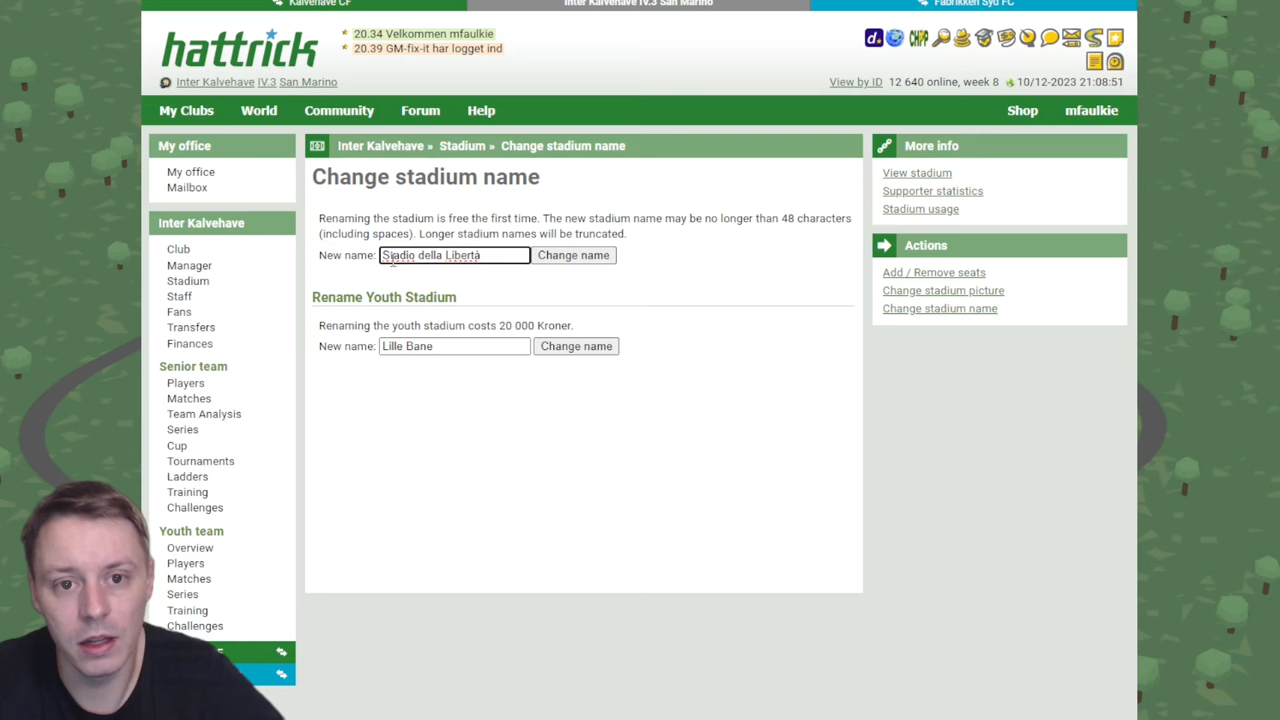 Kalvehave CF
Inter Kalvehave IV.3 San Marino
Fabrikken Syd FC
hattrick
20.34 Velkommen mfaulkie
20.39 GM-fix-it har logget ind
CHPP
Inter Kalvehave IV.3 San Marino
View by ID 12 640 online, week 8 10/12-2023 21:08:51
My Clubs World Community Forum Help Shop mfaulkie
My office
My office
Mailbox
Inter Kalvehave
Club
Manager
Stadium
Staff
Fans
Transfers
Finances
Senior team
Players
Matches
Team Analysis
Series
Cup
Tournaments
Ladders
Training
Challenges
Youth team
Overview
Players
Matches
Series
Training
Challenges
Inter Kalvehave » Stadium » Change stadium name
Change stadium name
Renaming the stadium is free the first time. The new stadium name may be no longer than 48 characters
(including spaces). Longer stadium names will be truncated.
New name: Stadio della Libertà Change name
Rename Youth Stadium
Renaming the youth stadium costs 20 000 Kroner.
New name: Lille Bane Change name
More info
View stadium
Supporter statistics
Stadium usage
Actions
Add / Remove seats
Change stadium picture
Change stadium name